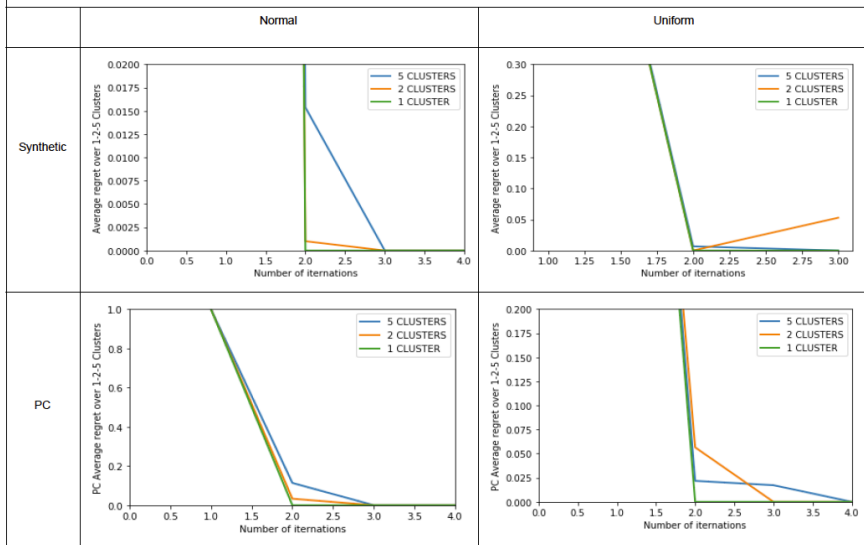 Normal
Uniform
Synthetic
Average regret over 1-2-5 Clusters
0.0200
0.0175
0.0150
0.0125
0.0100
0.0075
0.0050
0.0025
0.0000
5 CLUSTERS
2 CLUSTERS
1 CLUSTER
0.0 0.5 1.0 1.5 2.0 2.5 3.0 3.5 4.0
Number of iternations
Average regret over 1-2-5 Clusters
0.30
0.25
0.20
0.15
0.10
0.05
0.00
5 CLUSTERS
2 CLUSTERS
1 CLUSTER
1.00 1.25 1.50 1.75 2.00 2.25 2.50 2.75 3.00
Number of iternations
PC
PC Average regret over 1-2-5 Clusters
1.0
0.8
0.6
0.4
0.2
0.0
5 CLUSTERS
2 CLUSTERS
1 CLUSTER
0.0 0.5 1.0 1.5 2.0 2.5 3.0 3.5 4.0
Number of iternations
PC Average regret over 1-2-5 Clusters
0.200
0.175
0.150
0.125
0.100
0.075
0.050
0.025
0.000
5 CLUSTERS
2 CLUSTERS
1 CLUSTER
0.0 0.5 1.0 1.5 2.0 2.5 3.0 3.5 4.0
Number of iternations